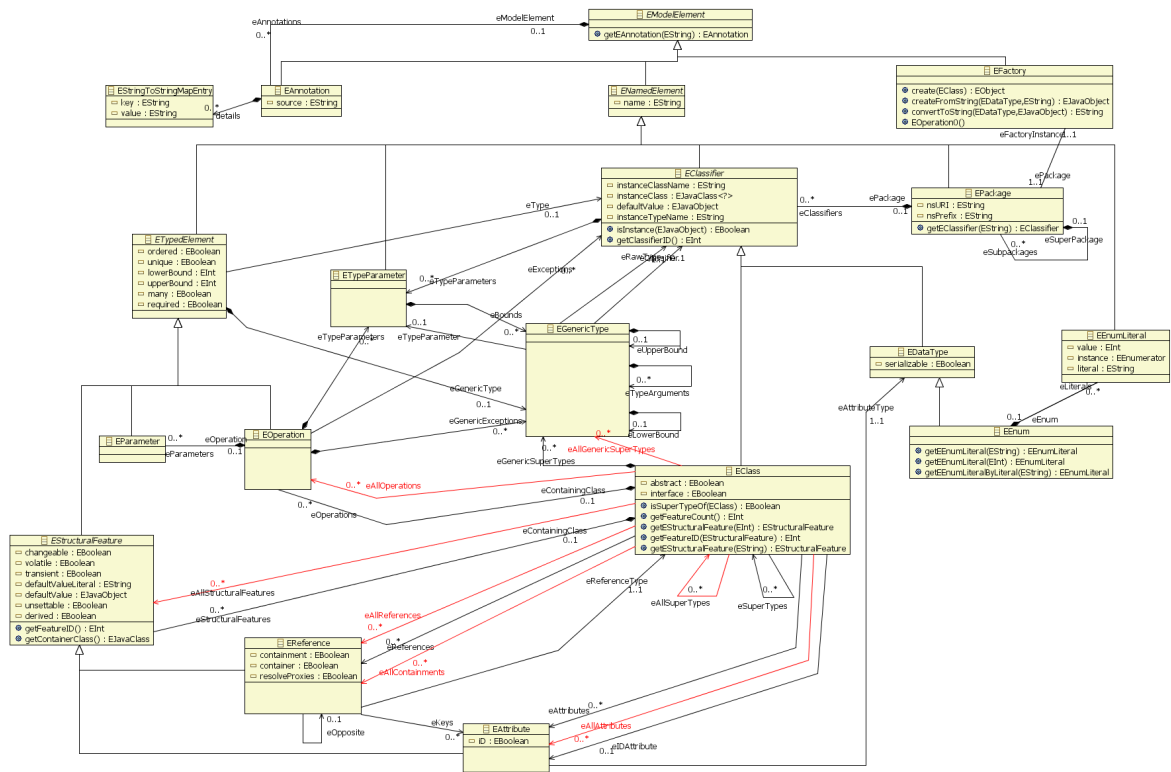 EModelElement
getEAnnotation(EString) : EAnnotation
eModelElement
0..1
eAnnotations
0..*
EStringToStringMapEntry
key : EString
value : EString
0..*
details
EAnnotation
source : EString
ENamedElement
name : EString
EFactory
create(EClass) : EObject
createFromString(EDataType,EString) : EJavaObject
convertToString(EDataType,EJavaObject) : EString
EOperation0()
eFactoryInstance
1..1
ePackage
1..1
EClassifier
instanceClassName : EString
instanceClass : EJavaClass<?>
defaultValue : EJavaObject
instanceTypeName : EString
isInstance(EJavaObject) : EBoolean
getClassifierID() : EInt
0..*
eClassifiers
ePackage
0..1
EPackage
nsURI : EString
nsPrefix : EString
getEClassifier(EString) : EClassifier
0..1
eSuperPackage
0..*
eSubpackages
eType
0..1
ETypedElement
ordered : EBoolean
unique : EBoolean
lowerBound : EInt
upperBound : EInt
many : EBoolean
required : EBoolean
eExceptions
0..*
ETypeParameter
0..*
eTypeParameters
eBounds
0..*
0..1
eTypeParameter
eTypeParameters
EGenericType
0..1
eUpperBound
0..*
eTypeArguments
0..1
eLowerBound
eGenericType
0..1
eGenericExceptions
0..*
EDataType
serializable : EBoolean
EEnumLiteral
value : EInt
instance : EEnumerator
literal : EString
eLiterals
0..*
0..1
eEnum
eAttributeType
1..1
EEnum
getEEnumLiteral(EString) : EEnumLiteral
getEEnumLiteral(EInt) : EEnumLiteral
getEEnumLiteralByLiteral(EString) : EEnumLiteral
EParameter
0..*
eParameters
eOperation
0..1
EOperation
0..*
eAllGenericSuperTypes
0..*
eGenericSuperTypes
0..*
eAllOperations
0..*
eOperations
eContainingClass
0..1
EClass
abstract : EBoolean
interface : EBoolean
isSuperTypeOf(EClass) : EBoolean
getFeatureCount() : EInt
getEStructuralFeature(EInt) : EStructuralFeature
getFeatureID(EStructuralFeature) : EInt
getEStructuralFeature(EString) : EStructuralFeature
eContainingClass
0..1
EStructuralFeature
changeable : EBoolean
volatile : EBoolean
transient : EBoolean
defaultValueLiteral : EString
defaultValue : EJavaObject
unsettable : EBoolean
derived : EBoolean
getFeatureID() : EInt
getContainerClass() : EJavaClass
0..*
eAllStructuralFeatures
0..*
eStructuralFeatures
eReferenceType
1..1
0..*
eAllSuperTypes
0..*
eSuperTypes
eAllReferences
0..*
0..*
eReferences
0..*
eAllContainments
EReference
containment : EBoolean
container : EBoolean
resolveProxies : EBoolean
0..1
eOpposite
eKeys
0..*
EAttribute
iD : EBoolean
0..*
eAttributes
eAllAttributes
0..*
0..1
eIDAttribute